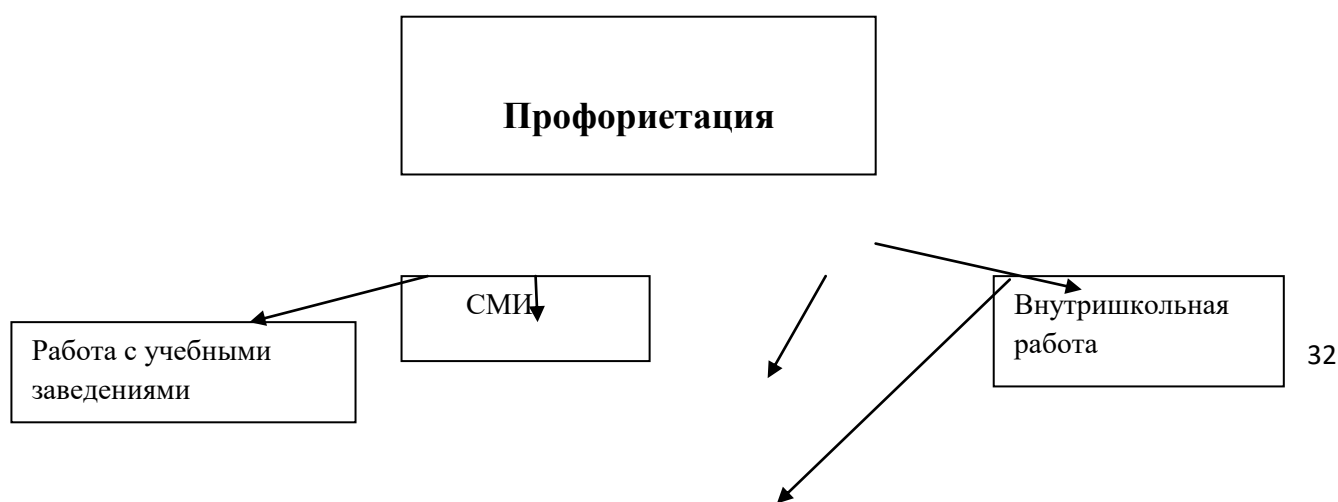 Профориетация
СМИ
Внутришкольная
работа
Работа с учебными
заведениями
32